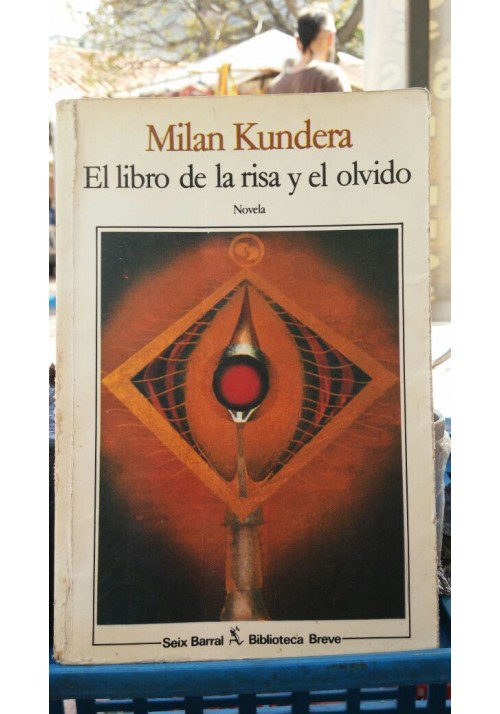 Milan Kundera
El libro de la risa y el olvido
Novela
Seix Barral Biblioteca Breve